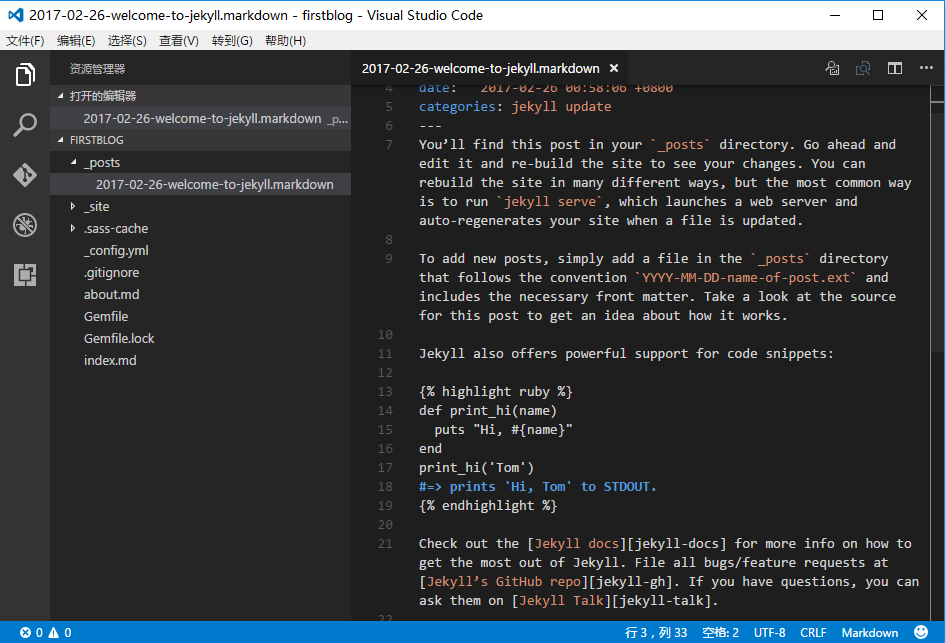 2017-02-26-welcome-to-jekyll.markdown - firstblog - Visual Studio Code
文件(F) 编辑(E) 选择(S) 查看(V) 转到(G) 帮助(H)
资源管理器
打开的编辑器
2017-02-26-welcome-to-jekyll.markdown _p...
FIRSTBLOG
_posts
2017-02-26-welcome-to-jekyll.markdown
_site
.sass-cache
_config.yml
.gitignore
about.md
Gemfile
Gemfile.lock
index.md
2017-02-26-welcome-to-jekyll.markdown
4 date: 2017-02-26 00:58:06 +0800
5 categories: jekyll update
6 ---
7 You’ll find this post in your `_posts` directory. Go ahead and
edit it and re-build the site to see your changes. You can
rebuild the site in many different ways, but the most common way
is to run `jekyll serve`, which launches a web server and
auto-regenerates your site when a file is updated.
8
9 To add new posts, simply add a file in the `_posts` directory
that follows the convention `YYYY-MM-DD-name-of-post.ext` and
includes the necessary front matter. Take a look at the source
for this post to get an idea about how it works.
10
11 Jekyll also offers powerful support for code snippets:
12
13 {% highlight ruby %}
14 def print_hi(name)
15 puts "Hi, #{name}"
16 end
17 print_hi('Tom')
18 #=> prints 'Hi, Tom' to STDOUT.
19 {% endhighlight %}
20
21 Check out the [Jekyll docs][jekyll-docs] for more info on how to
get the most out of Jekyll. File all bugs/feature requests at
[Jekyll’s GitHub repo][jekyll-gh]. If you have questions, you can
ask them on [Jekyll Talk][jekyll-talk].
22
0 0 行 3，列 33 空格: 2 UTF-8 CRLF Markdown